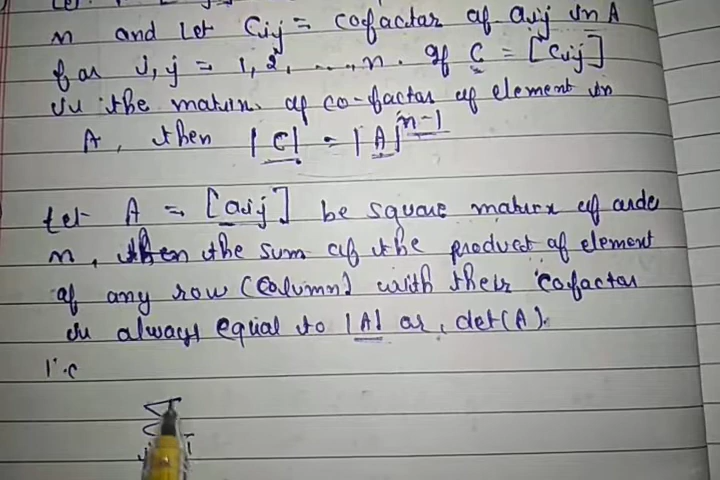 n and Let Cij = cofactor of aij in A
for i, j = 1, 2, ...., n. If C = [Cij]
is the matrix of co-factor of element in
A, then |C| = |A|^{n-1}
Let A = [aij] be square matrix of order
n, then the sum of the product of element
of any row (column) with their cofactor
is always equal to |A| or, det(A).
i.e
Σ